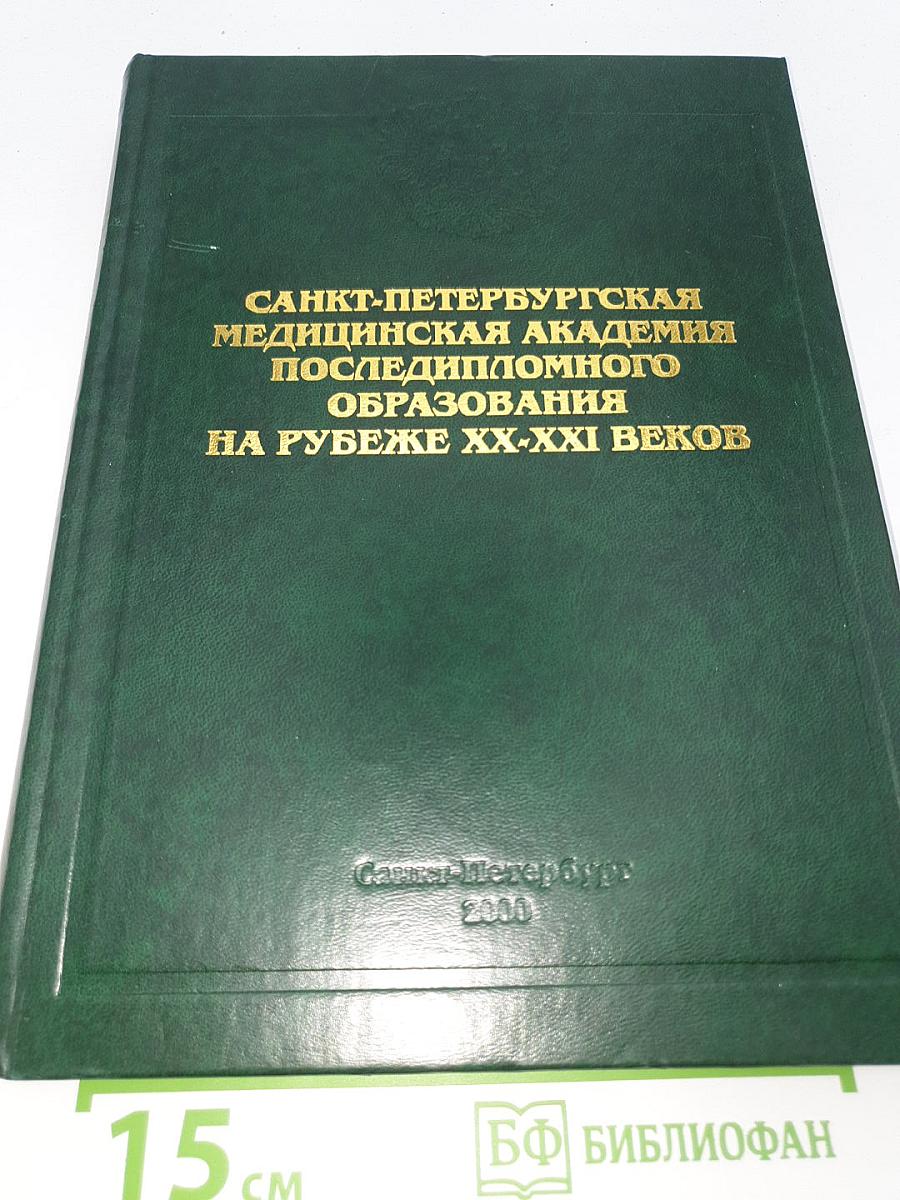 САНКТ-ПЕТЕРБУРГСКАЯ
МЕДИЦИНСКАЯ АКАДЕМИЯ
ПОСЛЕДИПЛОМНОГО
ОБРАЗОВАНИЯ
НА РУБЕЖЕ XX-XXI ВЕКОВ
Санкт-Петербург
2000
15 см
БФ БИБЛИОФАН